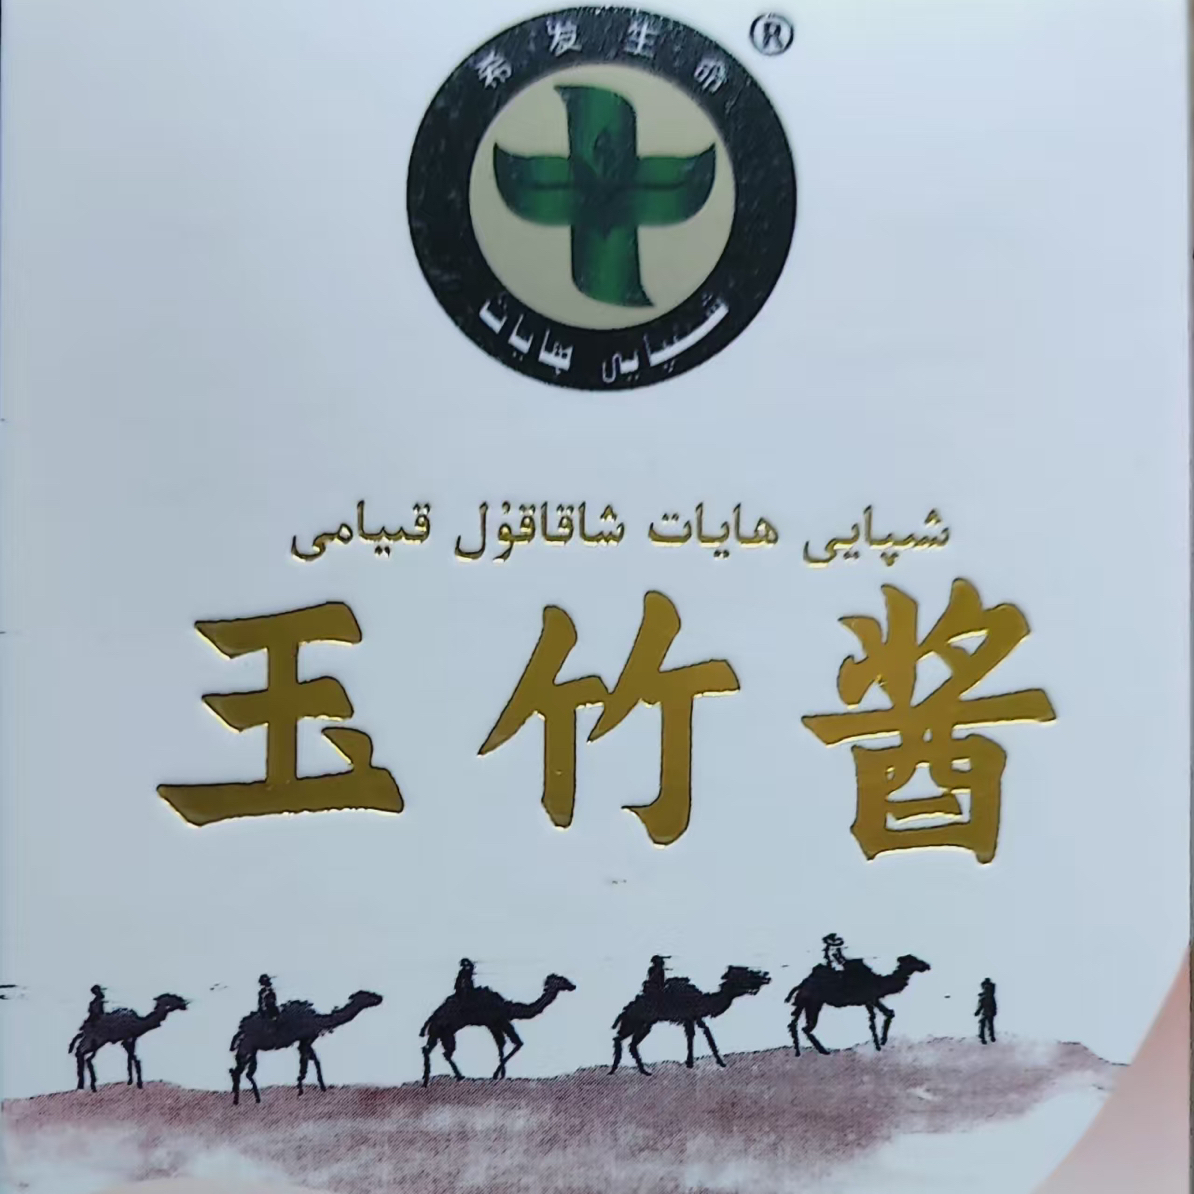 希发生命
®
شىپايى ھايات
شىپايى ھايات شاقاقۇل قىيامى
玉竹酱